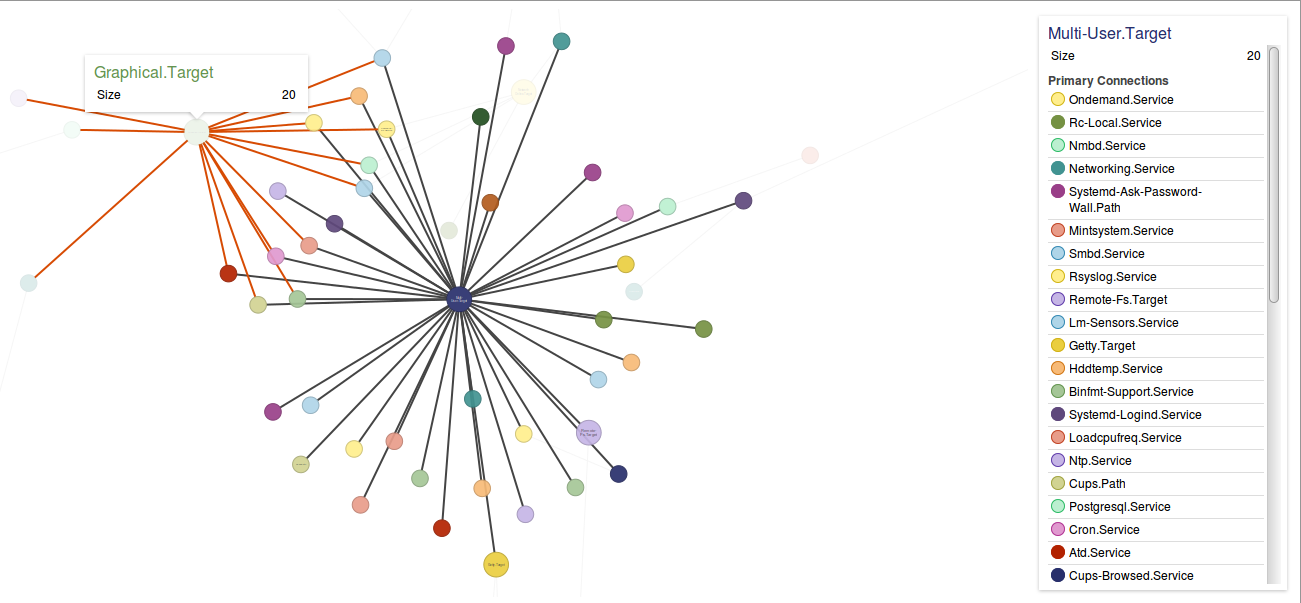 Graphical.Target
Size 20
Multi-User.Target
Size 20
Primary Connections
Ondemand.Service
Rc-Local.Service
Nmbd.Service
Networking.Service
Systemd-Ask-Password-
Wall.Path
Mintsystem.Service
Smbd.Service
Rsyslog.Service
Remote-Fs.Target
Lm-Sensors.Service
Getty.Target
Hddtemp.Service
Binfmt-Support.Service
Systemd-Logind.Service
Loadcpufreq.Service
Ntp.Service
Cups.Path
Postgresql.Service
Cron.Service
Atd.Service
Cups-Browsed.Service